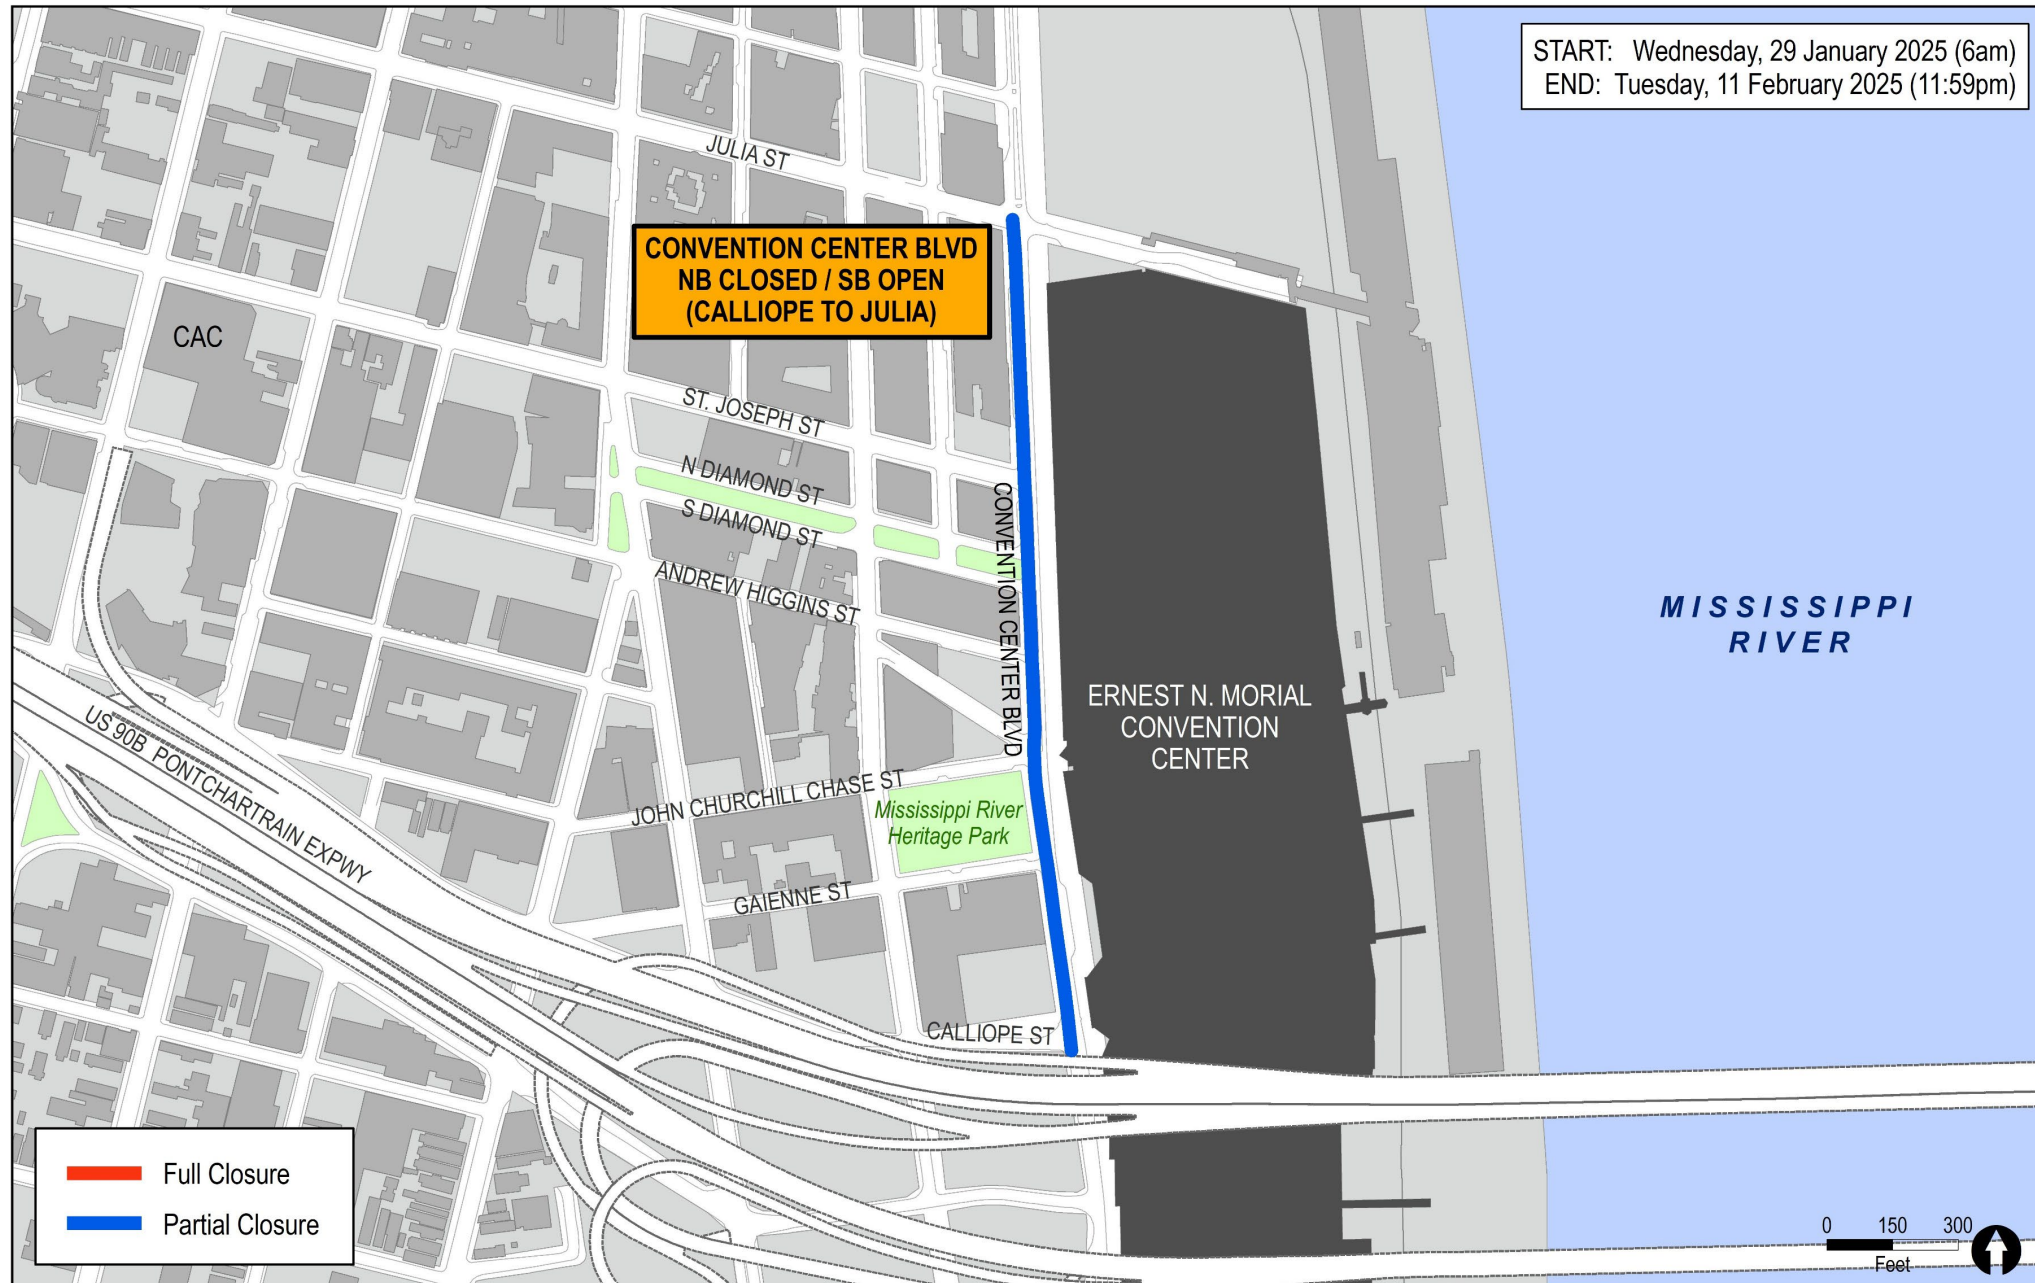 START: Wednesday, 29 January 2025 (6am)
END: Tuesday, 11 February 2025 (11:59pm)
JULIA ST
CONVENTION CENTER BLVD
NB CLOSED / SB OPEN
(CALLIOPE TO JULIA)
CAC
ST. JOSEPH ST
N DIAMOND ST
S DIAMOND ST
ANDREW HIGGINS ST
CONVENTION CENTER BLVD
MISSISSIPPI
RIVER
ERNEST N. MORIAL
CONVENTION
CENTER
US 90B PONTCHARTRAIN EXPWY
JOHN CHURCHILL CHASE ST
Mississippi River
Heritage Park
GAIENNE ST
CALLIOPE ST
Full Closure
Partial Closure
0 150 300
Feet